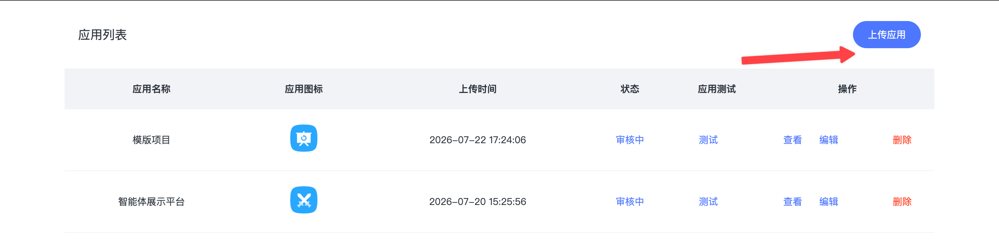 应用列表 上传应用
应用名称 应用图标 上传时间 状态 应用测试 操作
模版项目 2026-07-22 17:24:06 审核中 测试 查看 编辑 删除
智能体展示平台 2026-07-20 15:25:56 审核中 测试 查看 编辑 删除